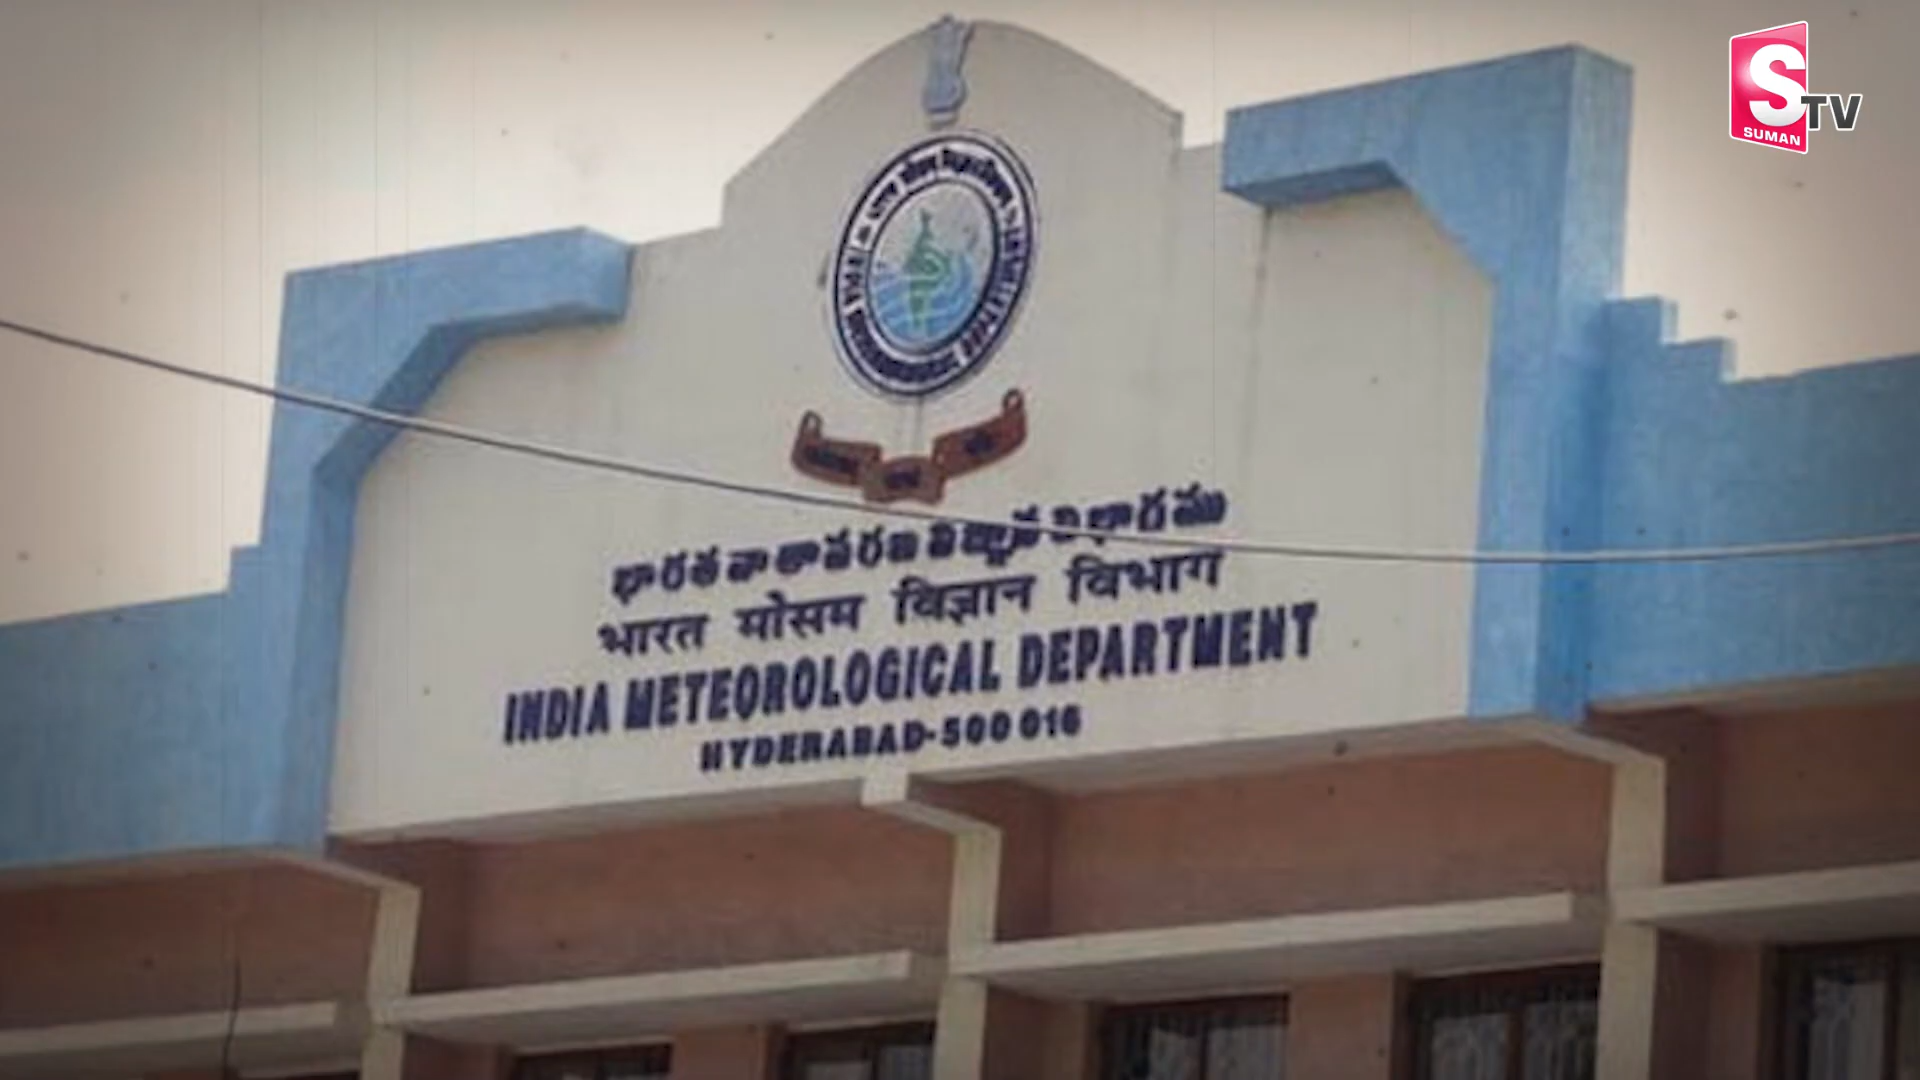 S
TV
SUMAN
భారత వాతావరణ విజ్ఞాన విభాగము
भारत मोसम विज्ञान विभाग
INDIA METEOROLOGICAL DEPARTMENT
HYDERABAD-500 016